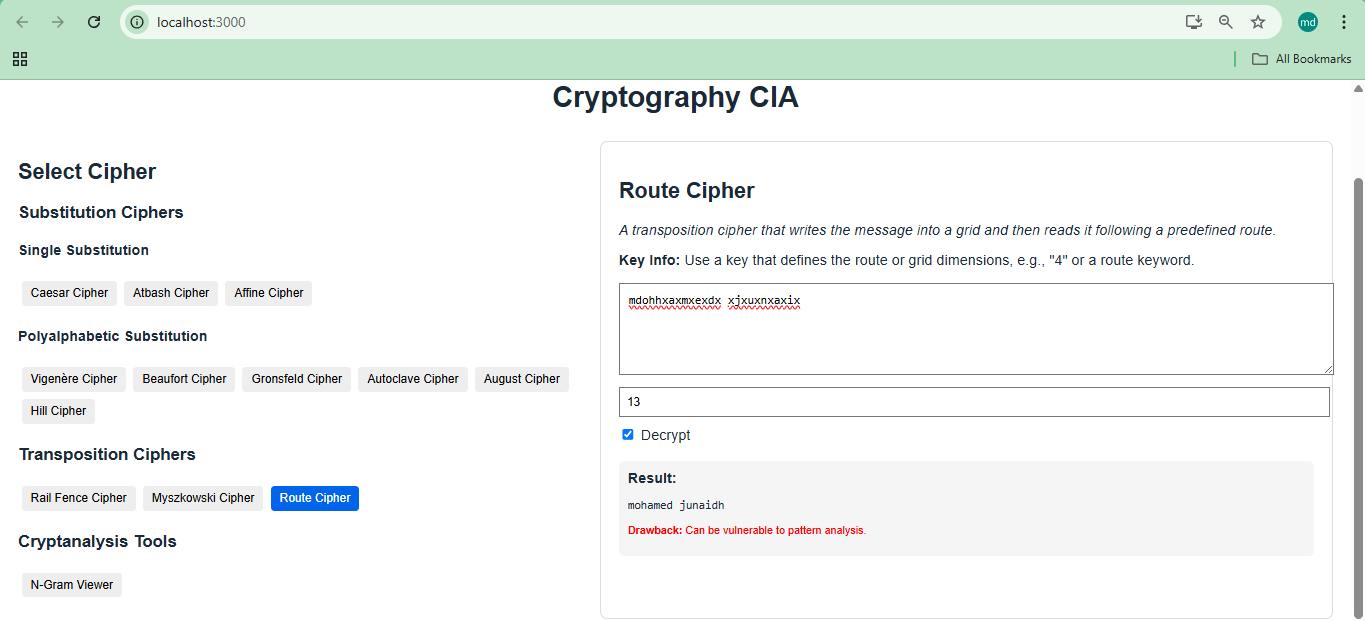 localhost:3000
md
All Bookmarks
Cryptography CIA
Select Cipher
Substitution Ciphers
Single Substitution
Caesar Cipher Atbash Cipher Affine Cipher
Polyalphabetic Substitution
Vigenère Cipher Beaufort Cipher Gronsfeld Cipher Autoclave Cipher August Cipher
Hill Cipher
Transposition Ciphers
Rail Fence Cipher Myszkowski Cipher Route Cipher
Cryptanalysis Tools
N-Gram Viewer
Route Cipher
A transposition cipher that writes the message into a grid and then reads it following a predefined route.
Key Info: Use a key that defines the route or grid dimensions, e.g., "4" or a route keyword.
mdohhxaxmxexdx xjxuxnxaxix
13
Decrypt
Result:
mohamed junaidh
Drawback: Can be vulnerable to pattern analysis.